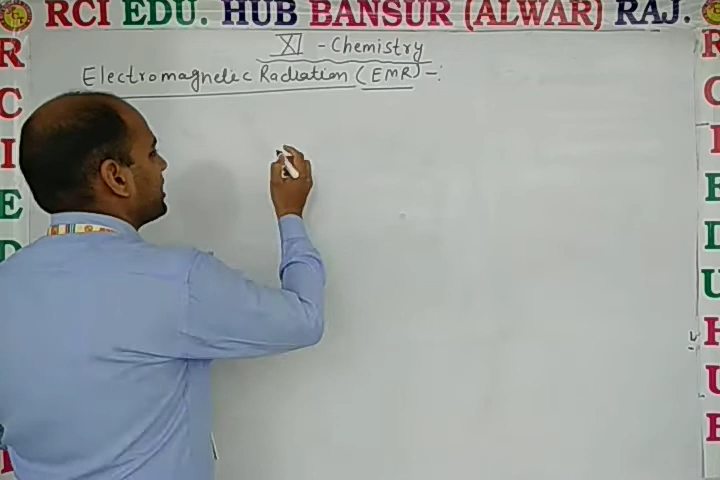 RCI EDU. HUB BANSUR (ALWAR) RAJ.
XI - Chemistry
Electromagnetic Radiation (EMR) -:
R
C
I
E
D
R
C
I
E
D
U
H
U
B